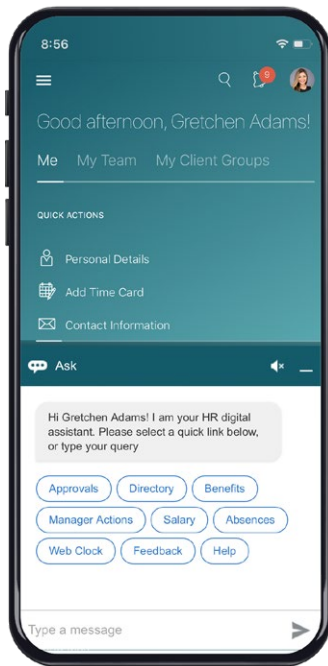 8:56
9
Good afternoon, Gretchen Adams!
Me My Team My Client Groups
QUICK ACTIONS
Personal Details
Add Time Card
Contact Information
Ask
Hi Gretchen Adams! I am your HR digital
assistant. Please select a quick link below,
or type your query
Approvals Directory Benefits
Manager Actions Salary Absences
Web Clock Feedback Help
Type a message